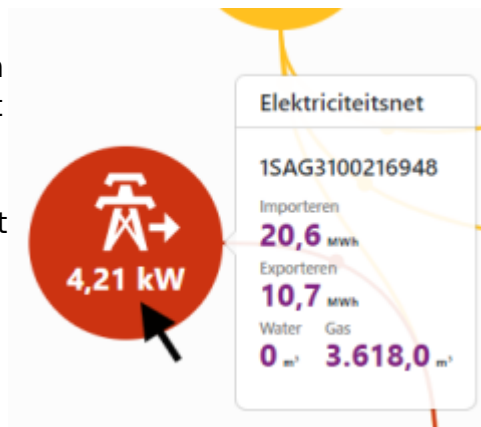 Elektriciteitsnet
1SAG3100216948
Importeren
20,6 MWh
Exporteren
10,7 MWh
Water Gas
0 m³ 3.618,0 m³
4,21 kW